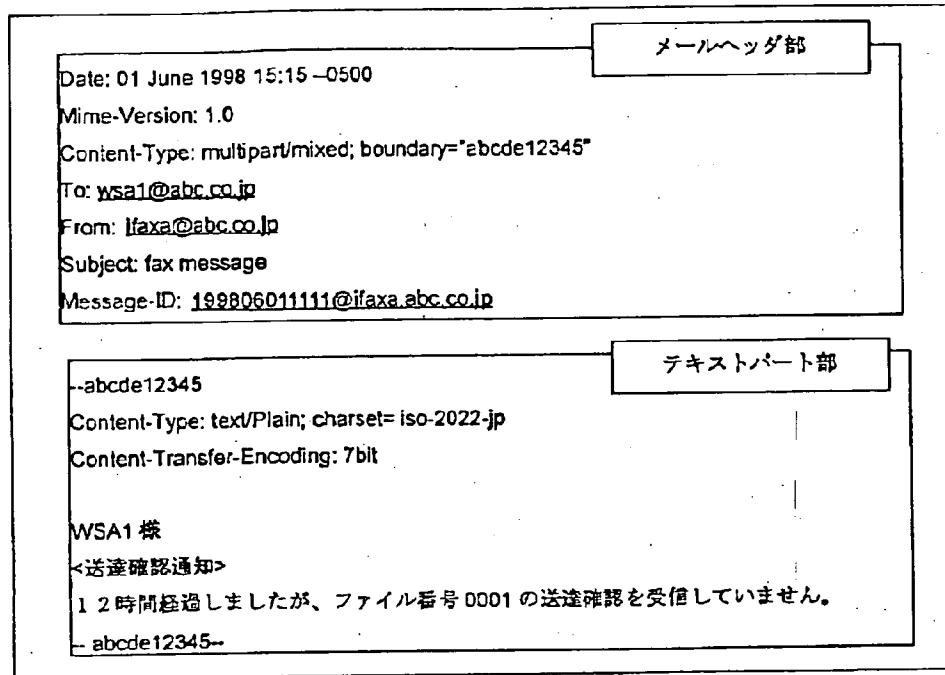 メールヘッダ部
Date: 01 June 1998 15:15 –0500
Mime-Version: 1.0
Content-Type: multipart/mixed; boundary="abcde12345"
To: wsa1@abc.co.jp
From: ifaxa@abc.co.jp
Subject: fax message
Message-ID: 199806011111@ifaxa.abc.co.jp
テキストパート部
--abcde12345
Content-Type: text/Plain; charset= iso-2022-jp
Content-Transfer-Encoding: 7bit
WSA1 様
<送達確認通知>
１２時間経過しましたが、ファイル番号 0001 の送達確認を受信していません。
-- abcde12345--